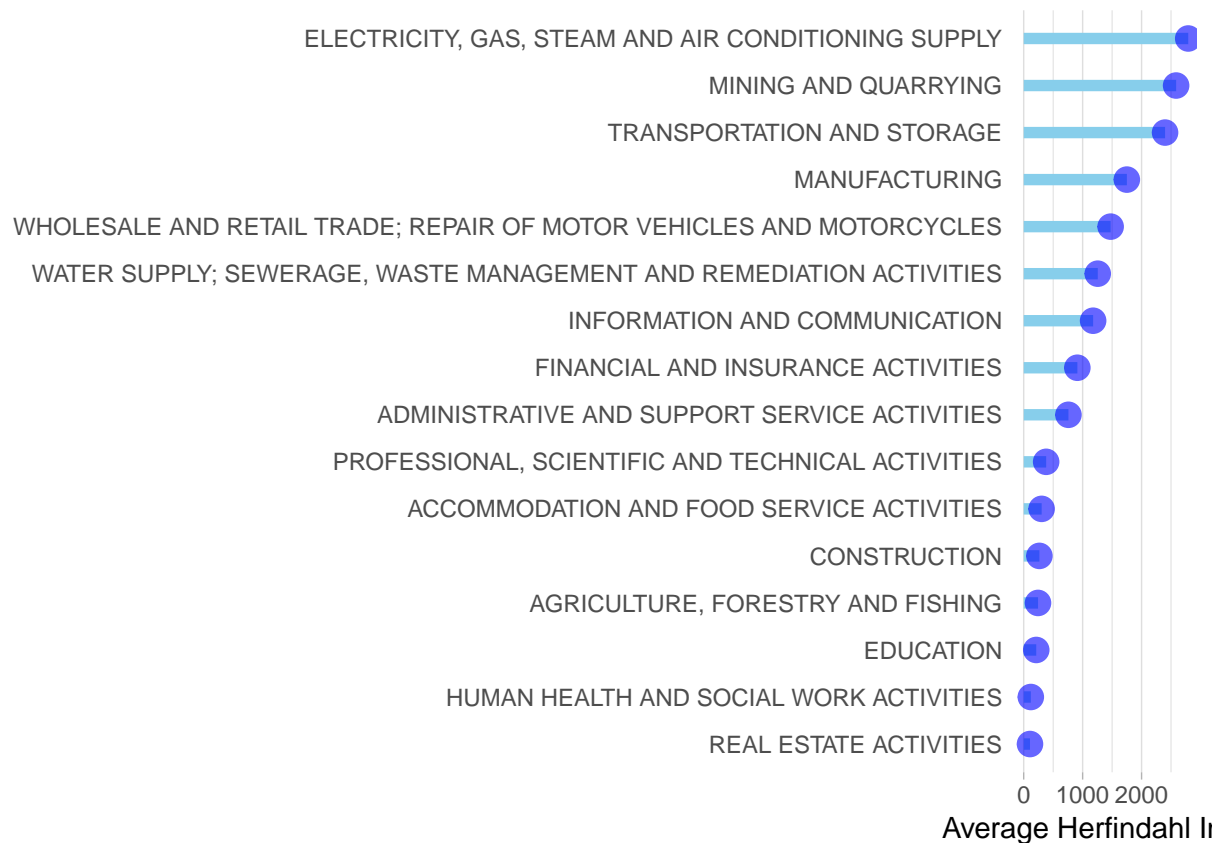 ELECTRICITY, GAS, STEAM AND AIR CONDITIONING SUPPLY
MINING AND QUARRYING
TRANSPORTATION AND STORAGE
MANUFACTURING
WHOLESALE AND RETAIL TRADE; REPAIR OF MOTOR VEHICLES AND MOTORCYCLES
WATER SUPPLY; SEWERAGE, WASTE MANAGEMENT AND REMEDIATION ACTIVITIES
INFORMATION AND COMMUNICATION
FINANCIAL AND INSURANCE ACTIVITIES
ADMINISTRATIVE AND SUPPORT SERVICE ACTIVITIES
PROFESSIONAL, SCIENTIFIC AND TECHNICAL ACTIVITIES
ACCOMMODATION AND FOOD SERVICE ACTIVITIES
CONSTRUCTION
AGRICULTURE, FORESTRY AND FISHING
EDUCATION
HUMAN HEALTH AND SOCIAL WORK ACTIVITIES
REAL ESTATE ACTIVITIES
0 1000 2000
Average Herfindahl